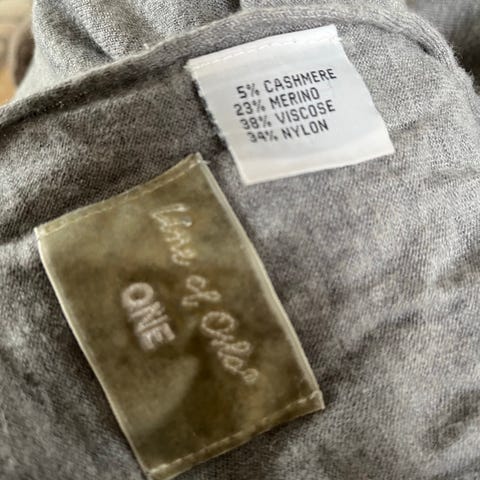 5% CASHMERE
23% MERINO
38% VISCOSE
34% NYLON
Line of Oslo
ONE